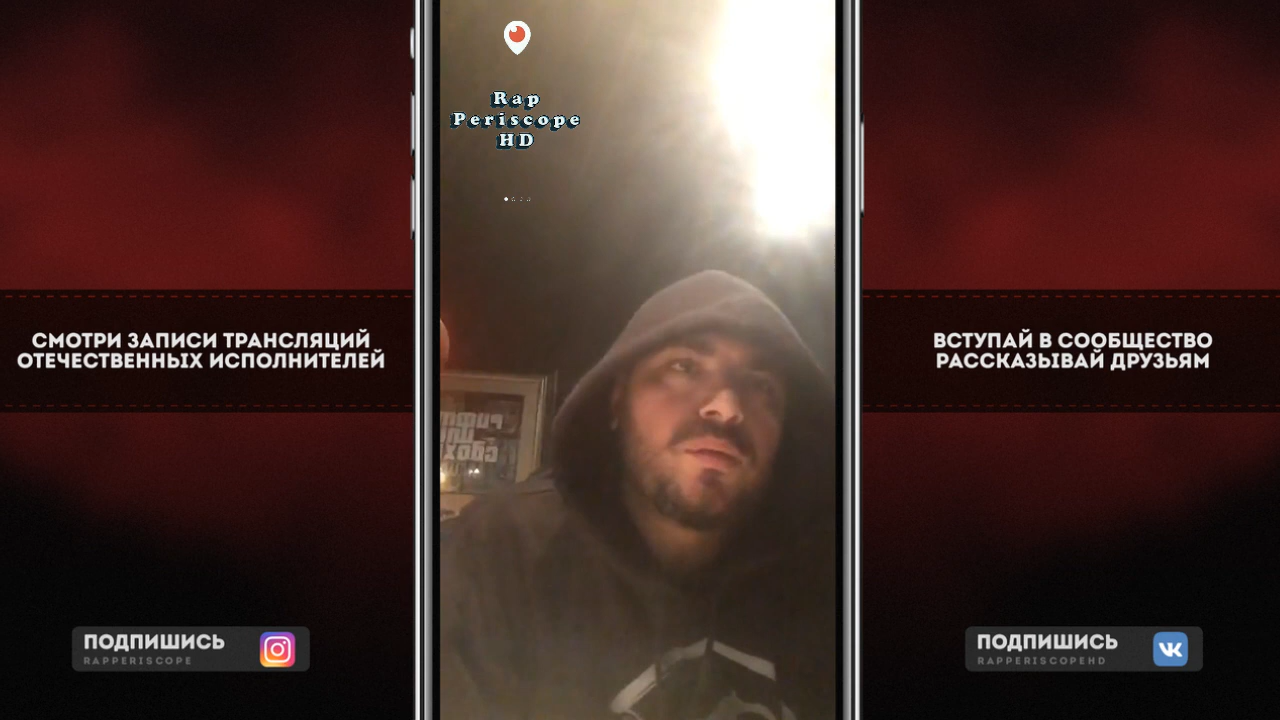 Rap
Periscope
HD
СМОТРИ ЗАПИСИ ТРАНСЛЯЦИЙ
ОТЕЧЕСТВЕННЫХ ИСПОЛНИТЕЛЕЙ
ВСТУПАЙ В СООБЩЕСТВО
РАССКАЗЫВАЙ ДРУЗЬЯМ
ПОДПИШИСЬ
RAPPERISCOPE
ПОДПИШИСЬ
RAPPERISCOPEHD